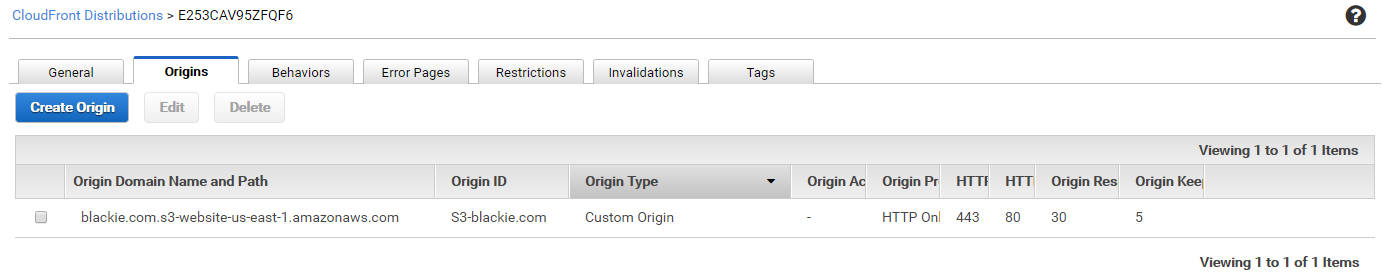 CloudFront Distributions > E253CAV95ZFQF6
General Origins Behaviors Error Pages Restrictions Invalidations Tags
Create Origin Edit Delete
Viewing 1 to 1 of 1 Items
Origin Domain Name and Path Origin ID Origin Type Origin Ac Origin Pr HTTP HTT Origin Res Origin Kee
blackie.com.s3-website-us-east-1.amazonaws.com S3-blackie.com Custom Origin - HTTP Onl 443 80 30 5
Viewing 1 to 1 of 1 Items